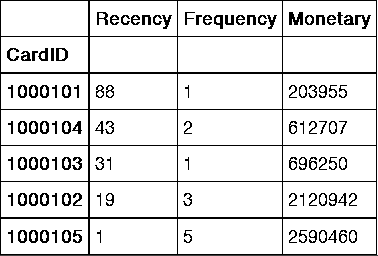 Recency Frequency Monetary
CardID
1000101 88 1 203955
1000104 43 2 612707
1000103 31 1 696250
1000102 19 3 2120942
1000105 1 5 2590460